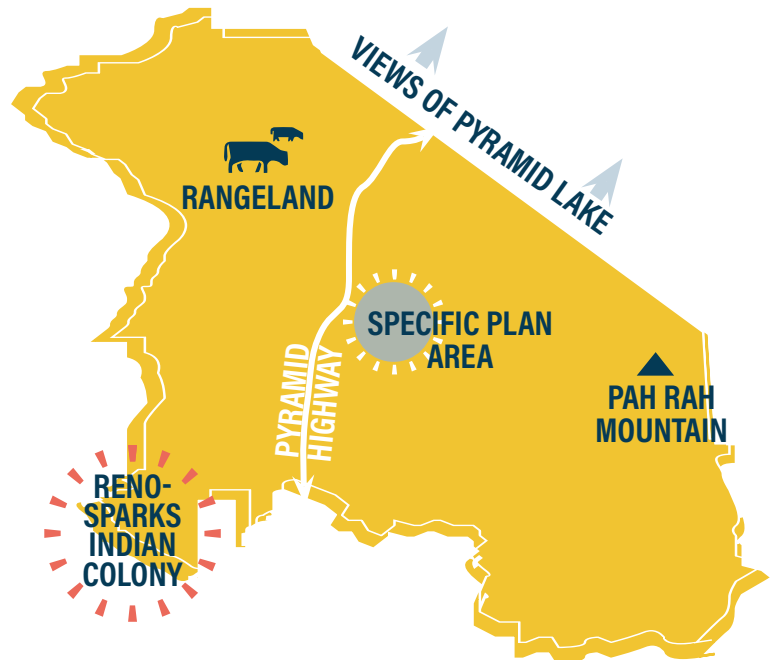 VIEWS OF PYRAMID LAKE
RANGELAND
SPECIFIC PLAN
AREA
PYRAMID
HIGHWAY
PAH RAH
MOUNTAIN
RENO-
SPARKS
INDIAN
COLONY